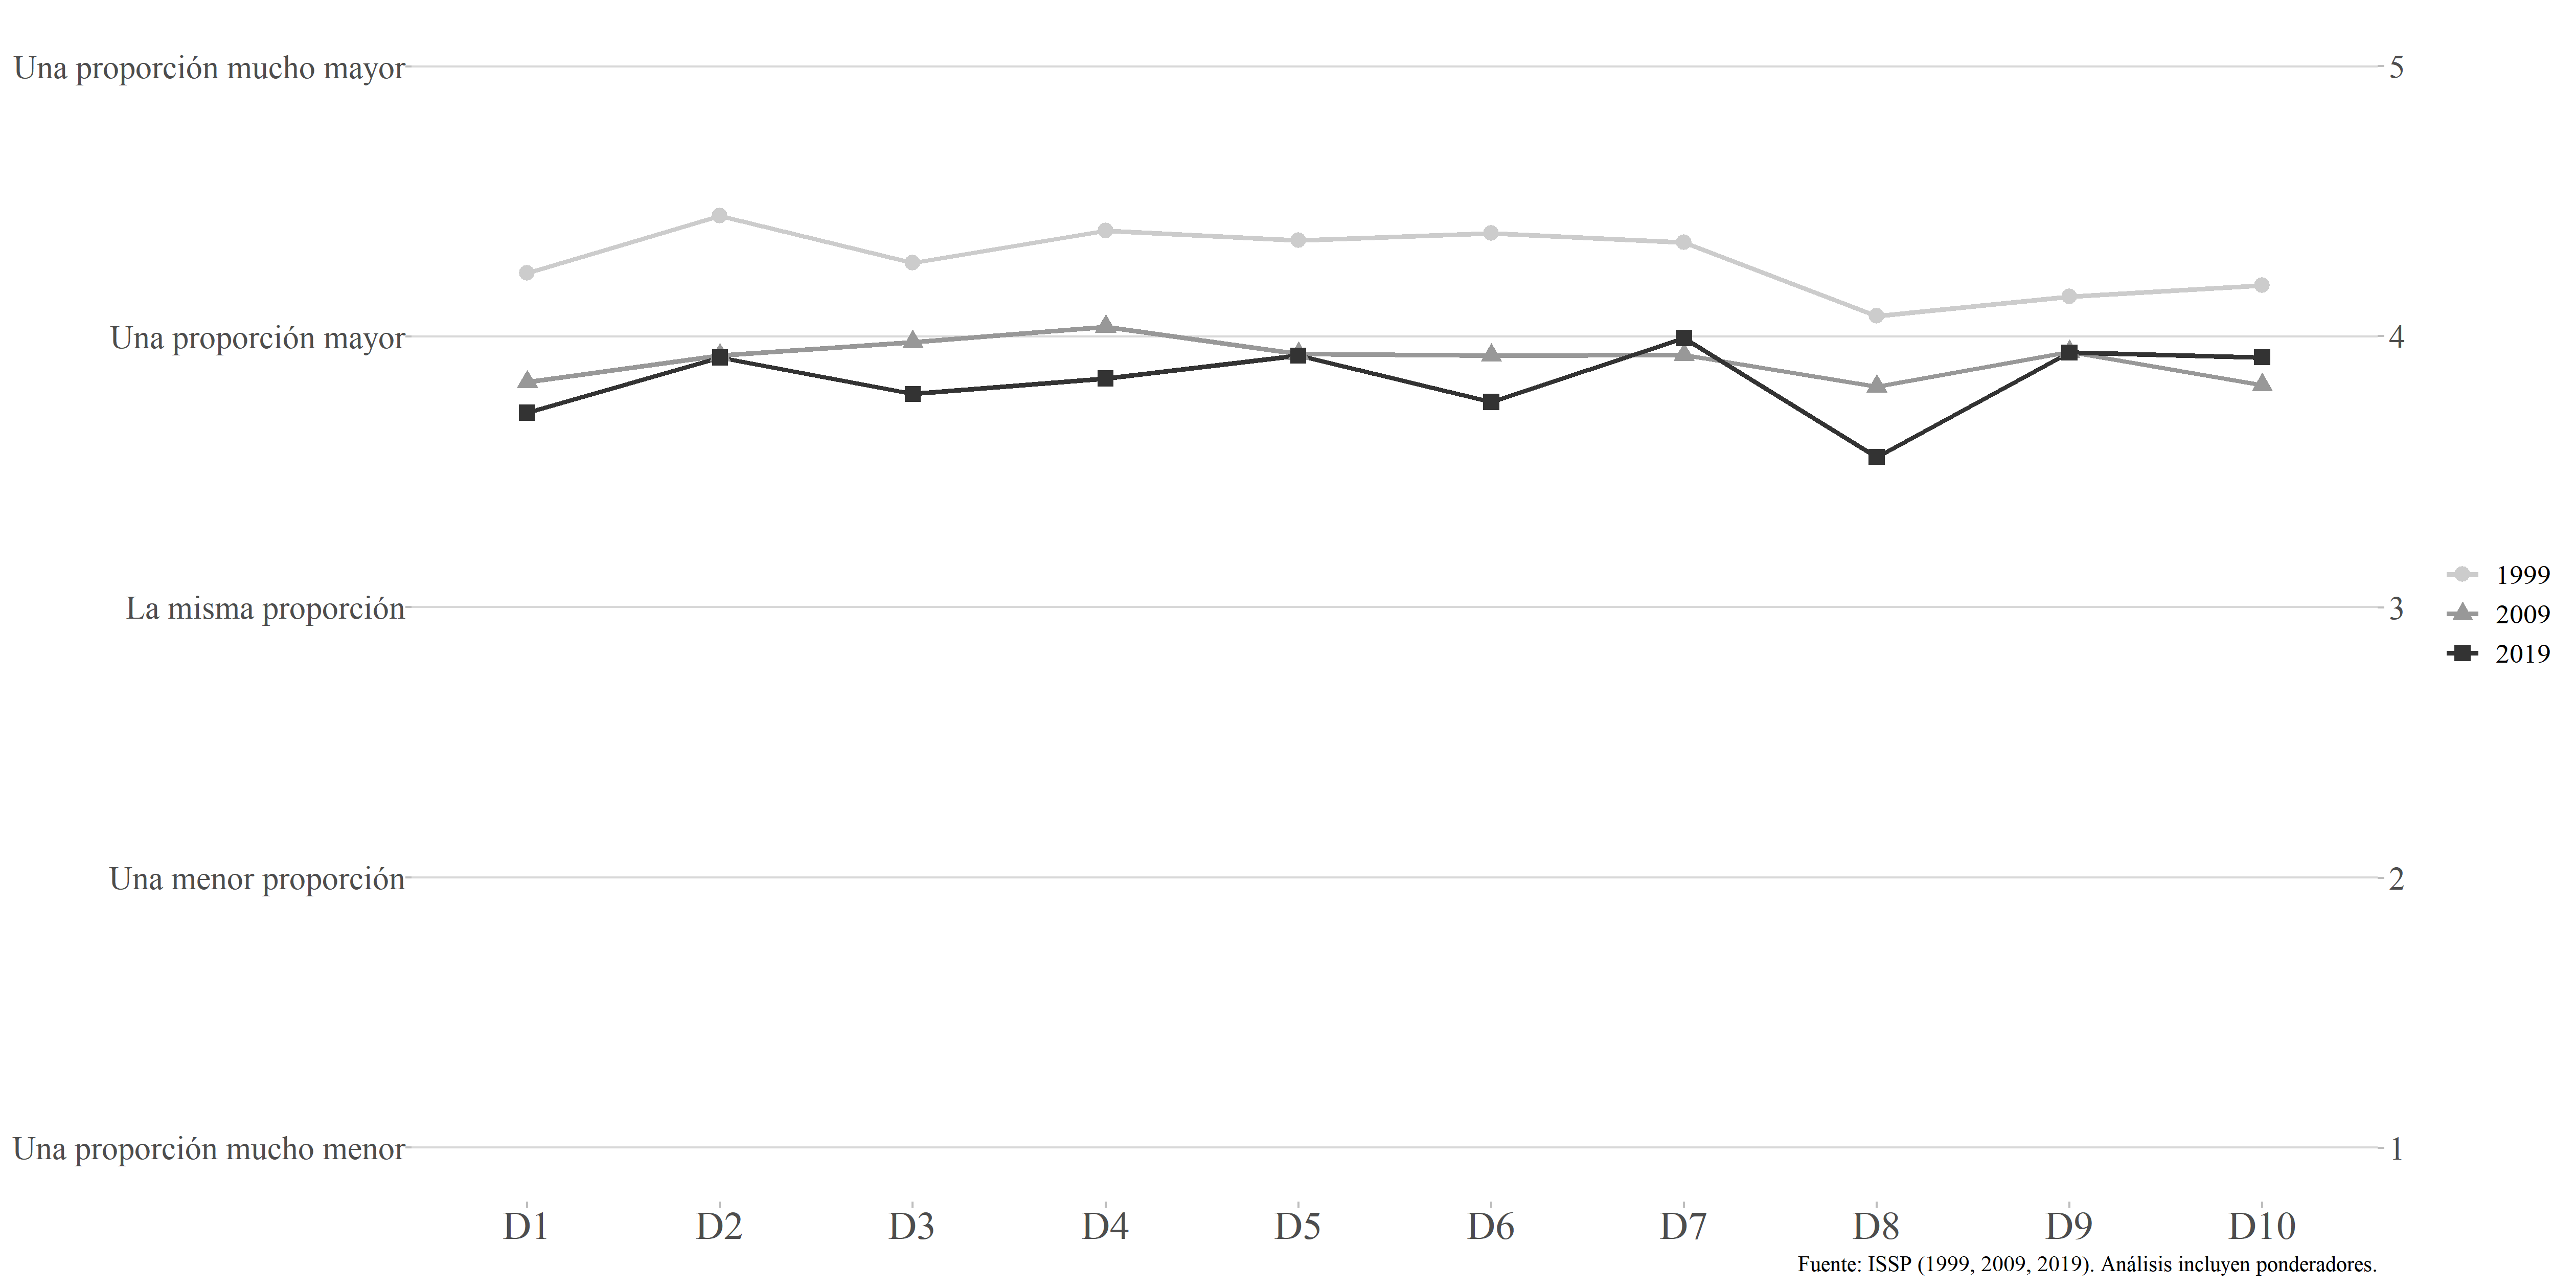 Una proporción mucho mayor
5
Una proporción mayor
4
La misma proporción
3
Una menor proporción
2
Una proporción mucho menor
1
1999
2009
2019
D1 D2 D3 D4 D5 D6 D7 D8 D9 D10
Fuente: ISSP (1999, 2009, 2019). Análisis incluyen ponderadores.